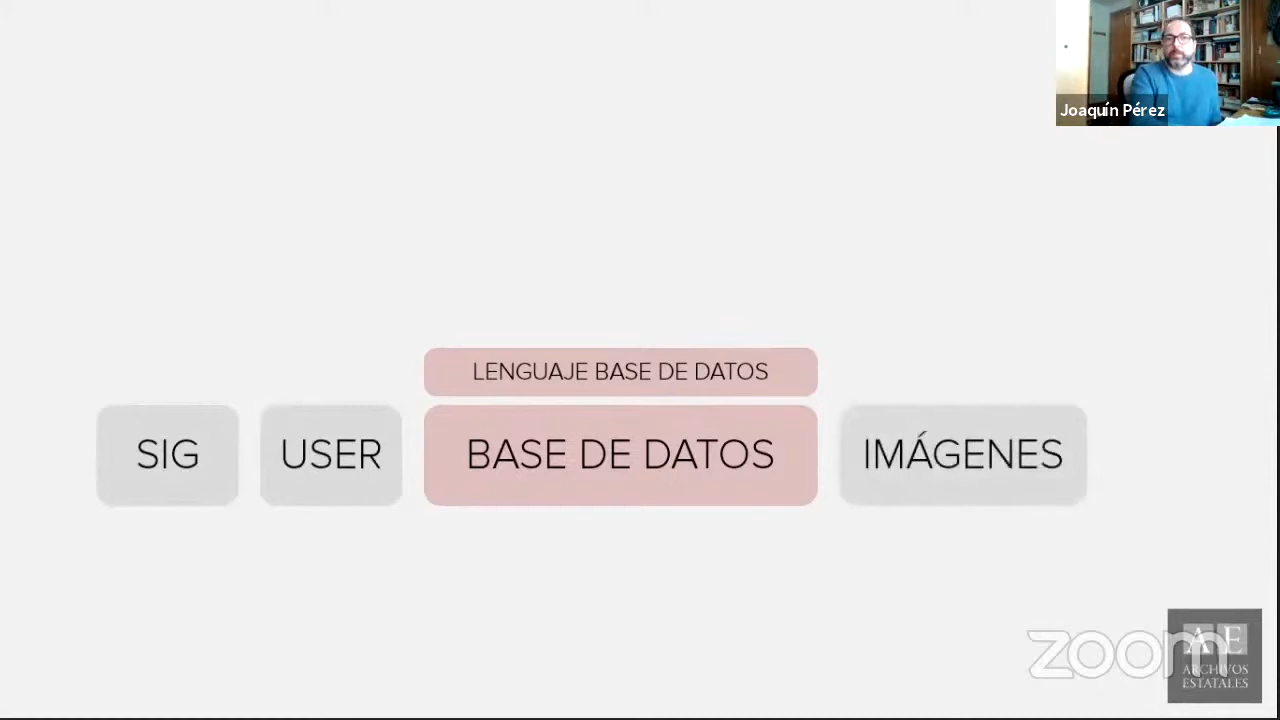 Joaquín Pérez
LENGUAJE BASE DE DATOS
SIG
USER
BASE DE DATOS
IMÁGENES
zoom
A E
ARCHIVOS
ESTATALES